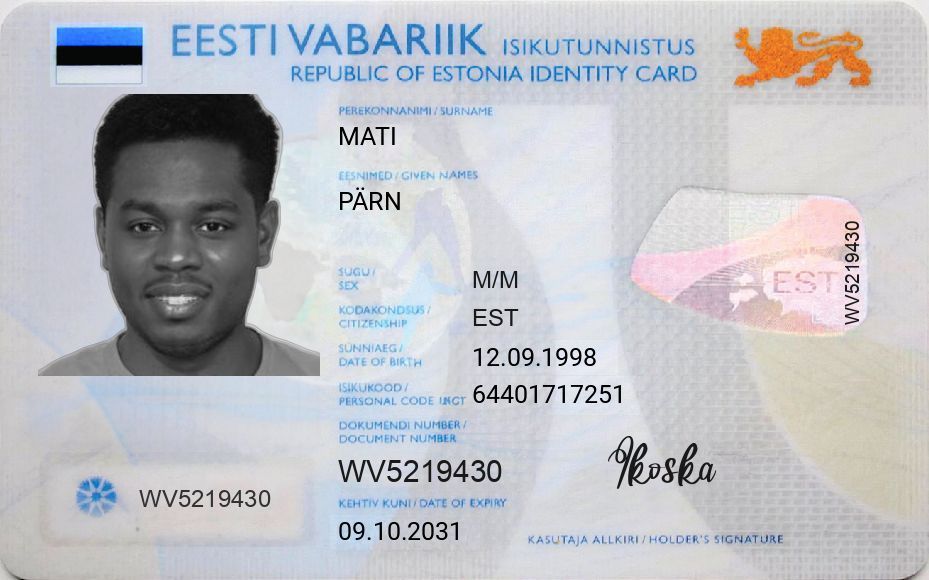 EESTI VABARIIK ISIKUTUNNISTUS
REPUBLIC OF ESTONIA IDENTITY CARD
PEREKONNANIMI / SURNAME
MATI
EESNIMED / GIVEN NAMES
PÄRN
SUGU /
SEX
M/M
KODAKONDSUS /
CITIZENSHIP
EST
SÜNNIAEG /
DATE OF BIRTH
12.09.1998
ISIKUKOOD /
PERSONAL CODE
64401717251
DOKUMENDI NUMBER /
DOCUMENT NUMBER
WV5219430
KEHTIV KUNI / DATE OF EXPIRY
09.10.2031
WV5219430
EST
WV5219430
Ikoska
KASUTAJA ALLKIRI / HOLDER'S SIGNATURE